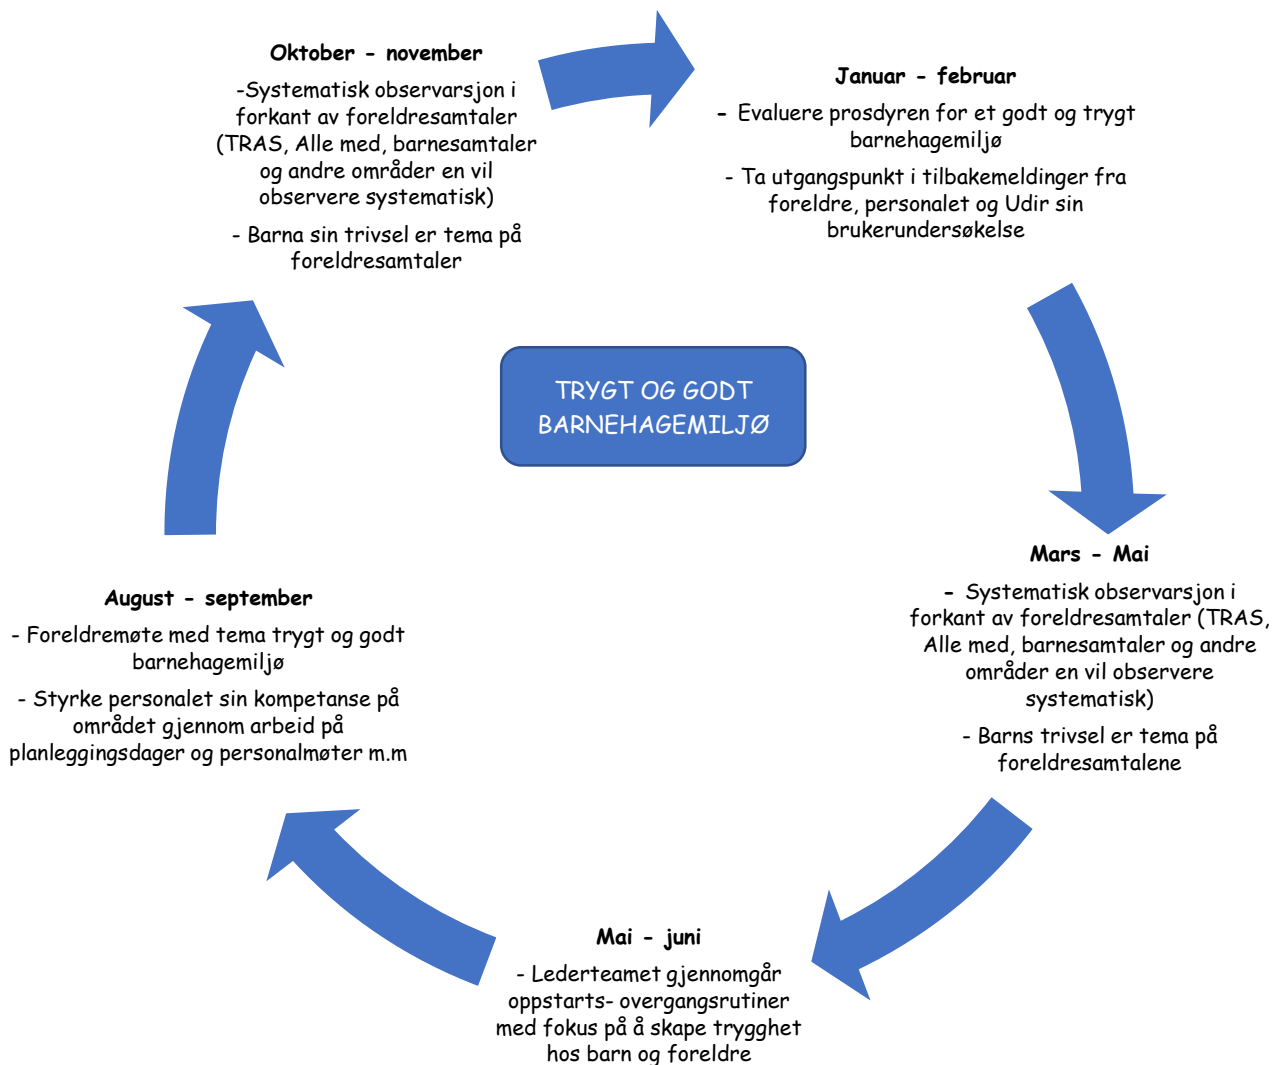 Oktober - november
-Systematisk observarsjon i
forkant av foreldresamtaler
(TRAS, Alle med, barnesamtaler
og andre områder en vil
observere systematisk)
- Barna sin trivsel er tema på
foreldresamtaler
Januar - februar
- Evaluere prosdyren for et godt og trygt
barnehagemiljø
- Ta utgangspunkt i tilbakemeldinger fra
foreldre, personalet og Udir sin
brukerundersøkelse
TRYGT OG GODT
BARNEHAGEMILJØ
Mars - Mai
- Systematisk observarsjon i
forkant av foreldresamtaler (TRAS,
Alle med, barnesamtaler og andre
områder en vil observere
systematisk)
- Barns trivsel er tema på
foreldresamtalene
Mai - juni
- Lederteamet gjennomgår
oppstarts- overgangsrutiner
med fokus på å skape trygghet
hos barn og foreldre
August - september
- Foreldremøte med tema trygt og godt
barnehagemiljø
- Styrke personalet sin kompetanse på
området gjennom arbeid på
planleggingsdager og personalmøter m.m